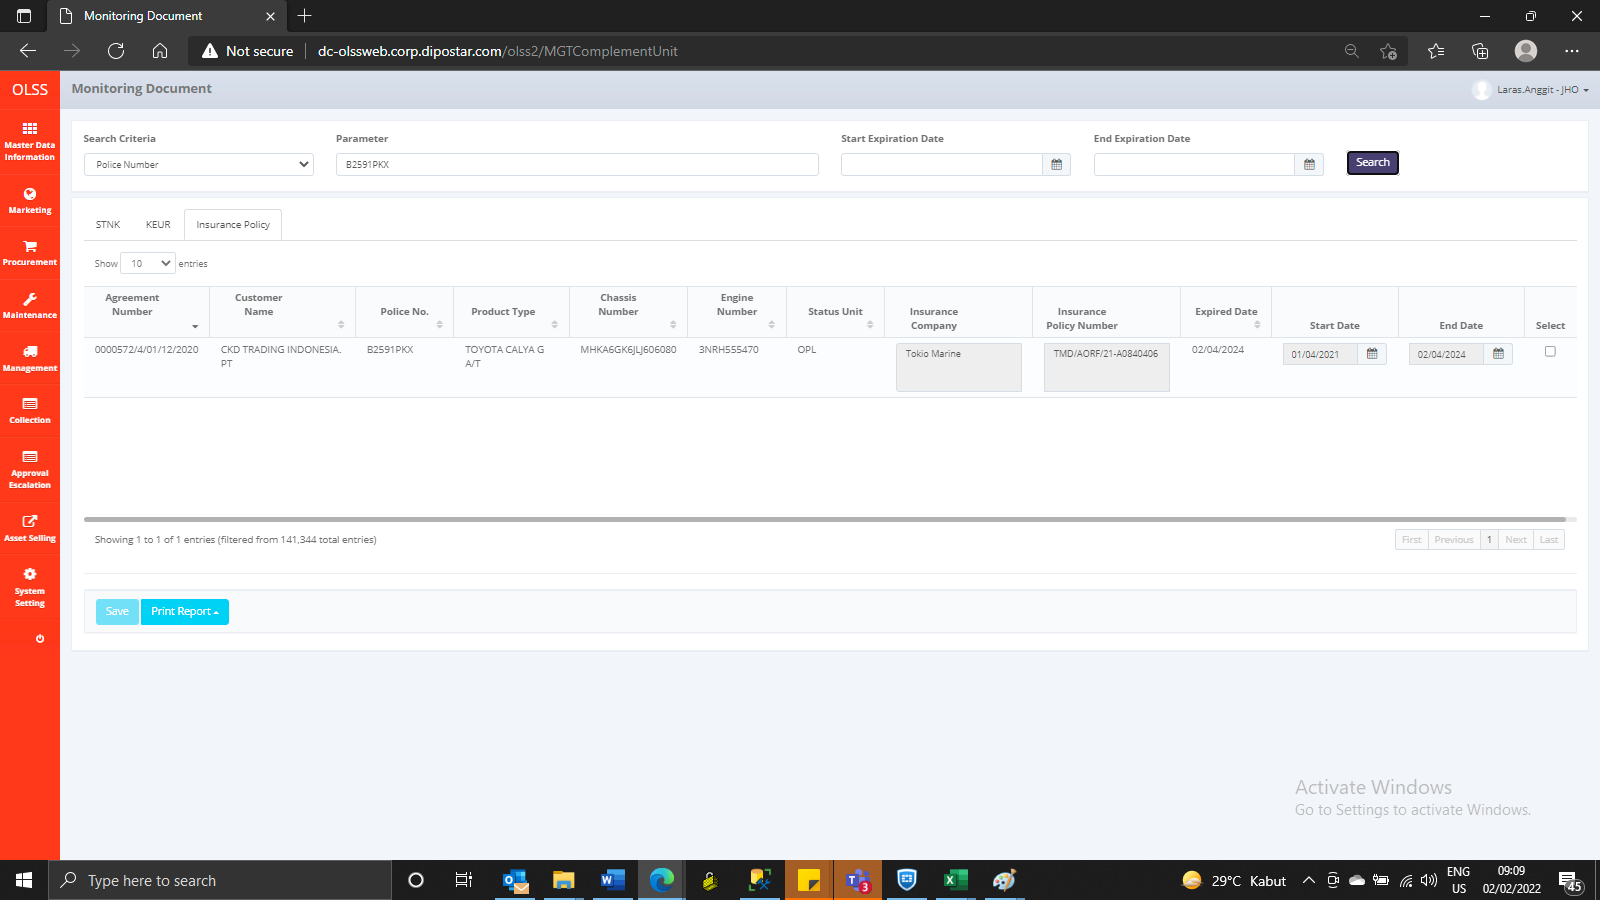 Monitoring Document
Not secure
dc-olssweb.corp.dipostar.com/olss2/MGTComplementUnit
OLSS
Monitoring Document
Laras.Anggit - JHO
Master Data
Information
Marketing
Procurement
Maintenance
Management
Collection
Approval
Escalation
Asset Selling
System
Setting
Search Criteria
Parameter
Start Expiration Date
End Expiration Date
Police Number
B2591PKX
Search
STNK
KEUR
Insurance Policy
Show 10 entries
Agreement
Number
Customer
Name
Police No.
Product Type
Chassis
Number
Engine
Number
Status Unit
Insurance
Company
Insurance
Policy Number
Expired Date
Start Date
End Date
Select
0000572/4/01/12/2020
CKD TRADING INDONESIA.
PT
B2591PKX
TOYOTA CALYA G
A/T
MHKA6GK6JLJ606080
3NRH555470
OPL
Tokio Marine
TMD/AORF/21-A0840406
02/04/2024
01/04/2021
02/04/2024
Showing 1 to 1 of 1 entries (filtered from 141,344 total entries)
First
Previous
1
Next
Last
Save
Print Report
Activate Windows
Go to Settings to activate Windows.
Type here to search
3
29°C Kabut
ENG
US
09:09
02/02/2022
45